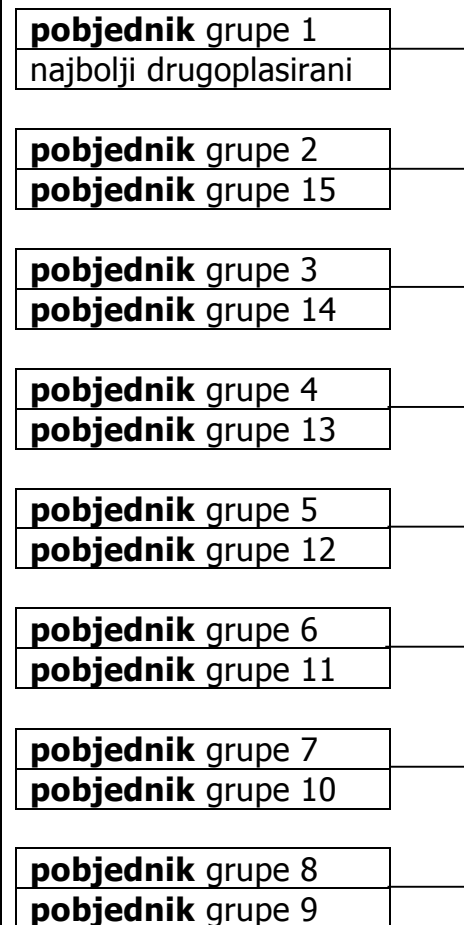 pobjednik grupe 1
najbolji drugoplasirani
pobjednik grupe 2
pobjednik grupe 15
pobjednik grupe 3
pobjednik grupe 14
pobjednik grupe 4
pobjednik grupe 13
pobjednik grupe 5
pobjednik grupe 12
pobjednik grupe 6
pobjednik grupe 11
pobjednik grupe 7
pobjednik grupe 10
pobjednik grupe 8
pobjednik grupe 9